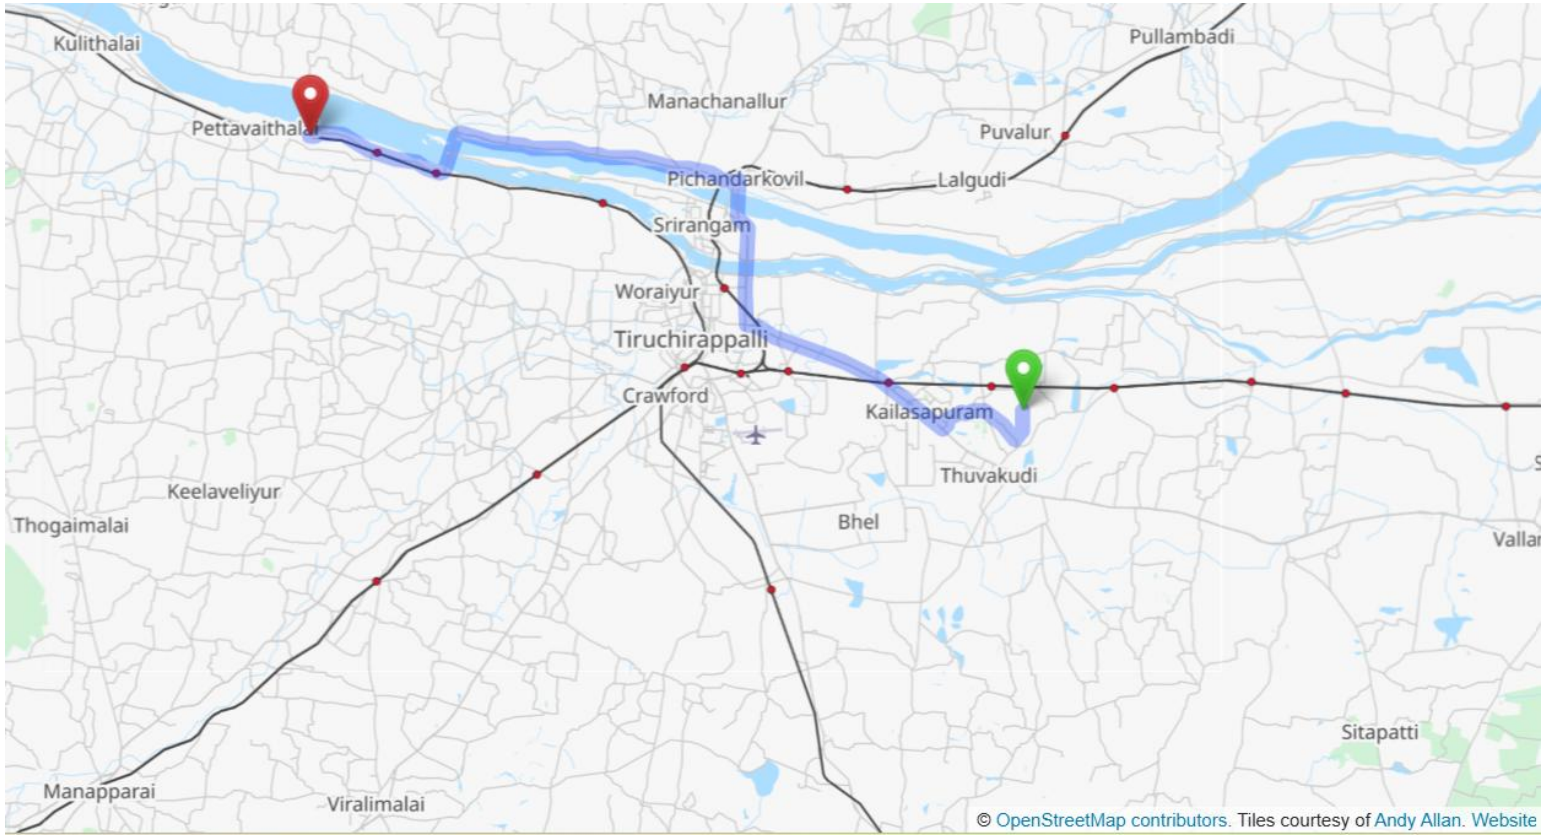 Kulithalai
Pullambadi
Manachanallur
Pettavaithalai
Puvalur
Pichandarkovil
Lalgudi
Srirangam
Woraiyur
Tiruchirappalli
Crawford
Kailasapuram
Thuvakudi
Keelaveliyur
Thogaimalai
Bhel
Vallar
Sitapatti
Manapparai
Viralimalai
© OpenStreetMap contributors. Tiles courtesy of Andy Allan. Website